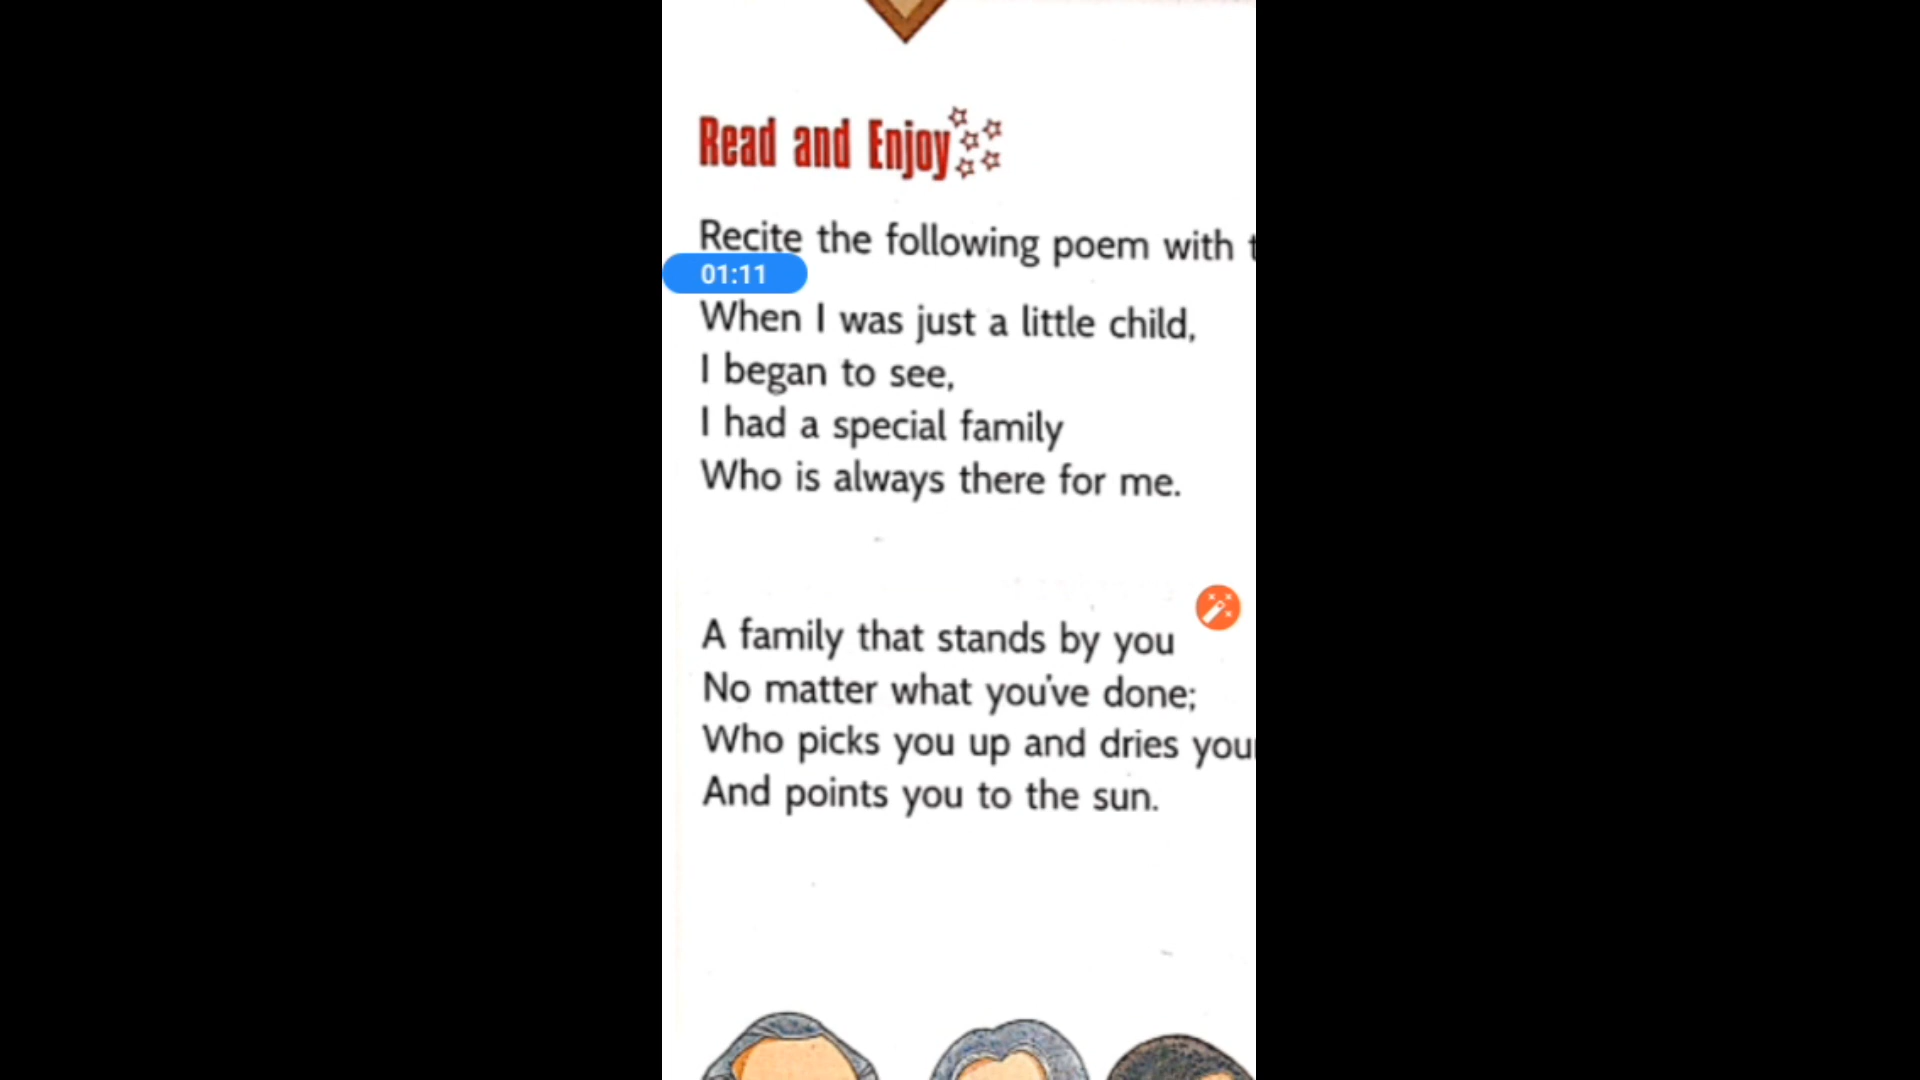 Read and Enjoy
Recite the following poem with
01:11
When I was just a little child,
I began to see,
I had a special family
Who is always there for me.
A family that stands by you
No matter what you've done;
Who picks you up and dries
And points you to the sun.